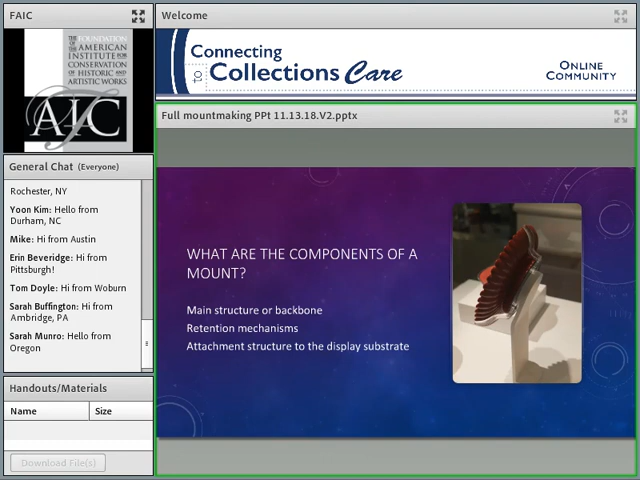 FAIC
THE FOUNDATION
OF THE AMERICAN
INSTITUTE FOR
CONSERVATION
OF HISTORIC AND
ARTISTIC WORKS
FAIC
Welcome
Connecting
to Collections Care
ONLINE
COMMUNITY
General Chat (Everyone)
Rochester, NY
Yoon Kim: Hello from
Durham, NC
Mike: Hi from Austin
Erin Beveridge: Hi from
Pittsburgh!
Tom Doyle: Hi from Woburn
Sarah Buffington: Hi from
Ambridge, PA
Sarah Munro: Hello from
Oregon
Handouts/Materials
Name Size
Download File(s)
Full mountmaking PPt 11.13.18.V2.pptx
WHAT ARE THE COMPONENTS OF A
MOUNT?
Main structure or backbone
Retention mechanisms
Attachment structure to the display substrate